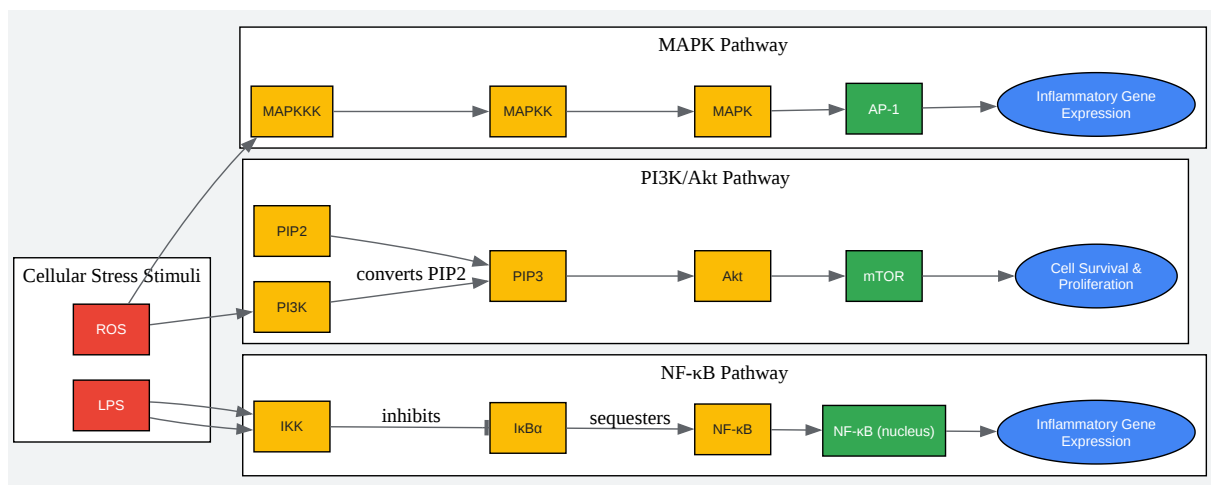 MAPK Pathway
MAPKKK
MAPKK
MAPK
AP-1
Inflammatory Gene
Expression
PI3K/Akt Pathway
PIP2
PI3K
converts PIP2
PIP3
Akt
mTOR
Cell Survival &
Proliferation
Cellular Stress Stimuli
ROS
LPS
NF-κB Pathway
IKK
inhibits
IκBα
sequesters
NF-κB
NF-κB (nucleus)
Inflammatory Gene
Expression